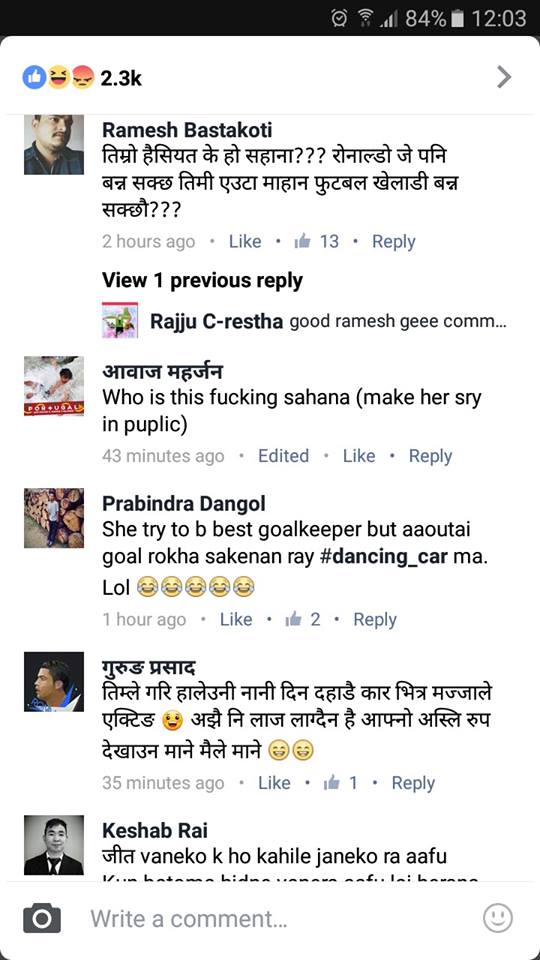 84% 12:03
2.3k
Ramesh Bastakoti
तिम्रो हैसियत के हो सहाना??? रोनाल्डो जे पनि
बन्न सक्छ तिमी एउटा माहान फुटबल खेलाडी बन्न
सक्छौ???
2 hours ago • Like • 13 • Reply
View 1 previous reply
Rajju C-restha good ramesh geee comm...
आवाज महर्जन
PORTUGAL
Who is this fucking sahana (make her sry
in puplic)
43 minutes ago • Edited • Like • Reply
Prabindra Dangol
She try to b best goalkeeper but aaoutai
goal rokha sakenan ray #dancing_car ma.
Lol 😂😂😂😂😂
1 hour ago • Like • 2 • Reply
गुरुङ प्रसाद
तिम्ले गरि हालेउनी नानी दिन दहाडै कार भित्र मज्जाले
एक्टिङ 😛 अझै नि लाज लाग्दैन है आफ्नो अस्लि रुप
देखाउन माने मैले माने 😁😁
35 minutes ago • Like • 1 • Reply
Keshab Rai
जीत vaneko k ho kahile janeko ra aafu
Write a comment...